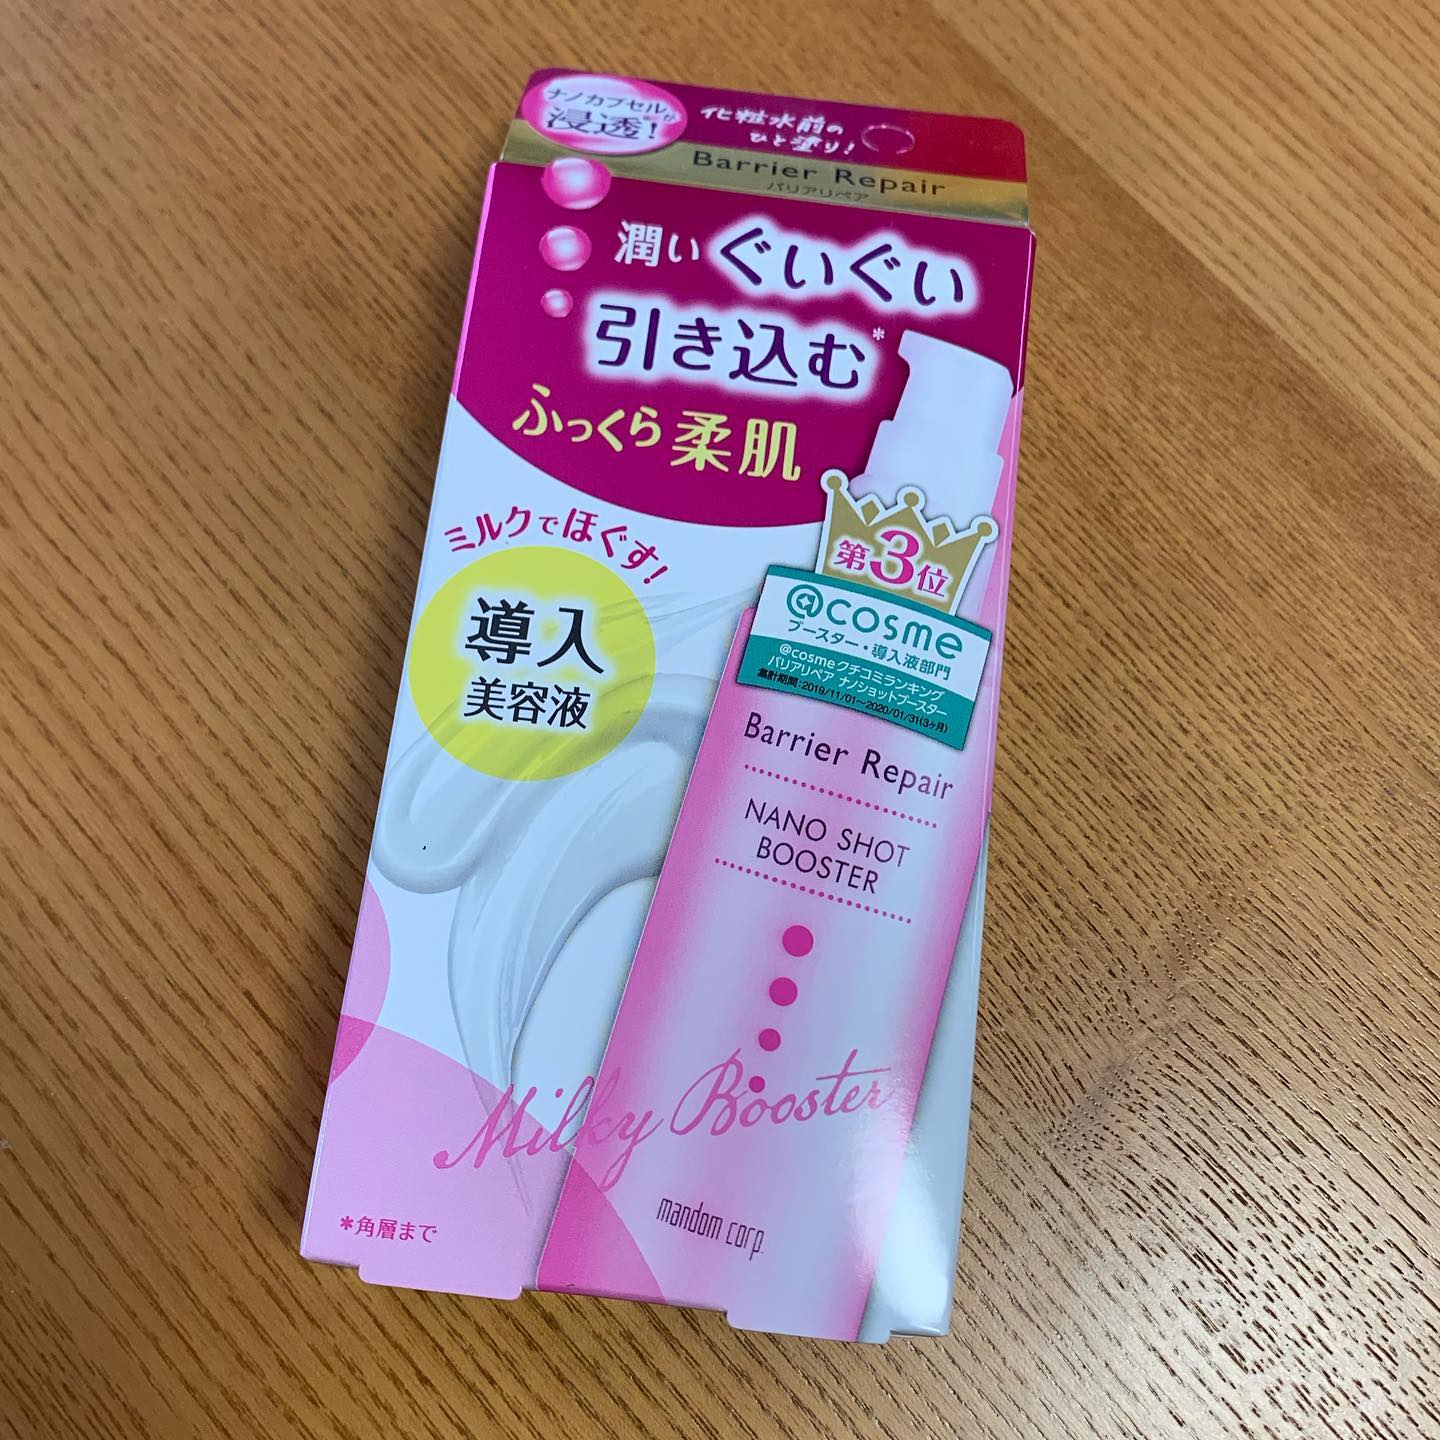 ナノカプセルが
浸透!
化粧水前の
ひと塗り!
Barrier Repair
バリアリペア
潤い ぐいぐい
引き込む*
ふっくら柔肌
ミルクでほぐす!
導入
美容液
第3位
@cosme
ブースター・導入液部門
@cosmeクチコミランキング
バリアリペア ナノショットブースター
集計期間:2019/11/01〜2020/01/31(3ヶ月)
Barrier Repair
NANO SHOT
BOOSTER
Milky Booster
mandom corp.
*角層まで